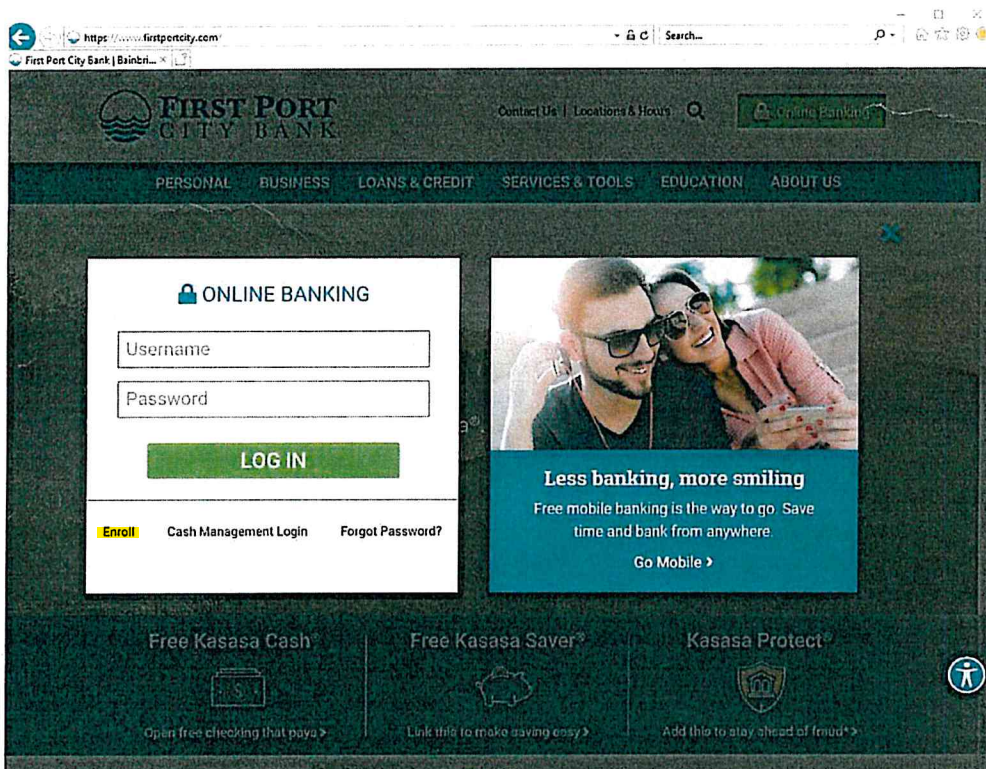 https://www.firstportcity.com
Search...
First Port City Bank | Bainbri...
FIRST PORT
CITY BANK
Contact Us | Locations & Hours
Online Banking
PERSONAL BUSINESS LOANS & CREDIT SERVICES & TOOLS EDUCATION ABOUT US
ONLINE BANKING
Username
Password
LOG IN
Enroll Cash Management Login Forgot Password?
Less banking, more smiling
Free mobile banking is the way to go. Save
time and bank from anywhere.
Go Mobile >
Free Kasasa Cash®
Free Kasasa Saver®
Kasasa Protect®
Open free checking that pays >
Link this to make saving easy >
Add this to stay ahead of fraud* >